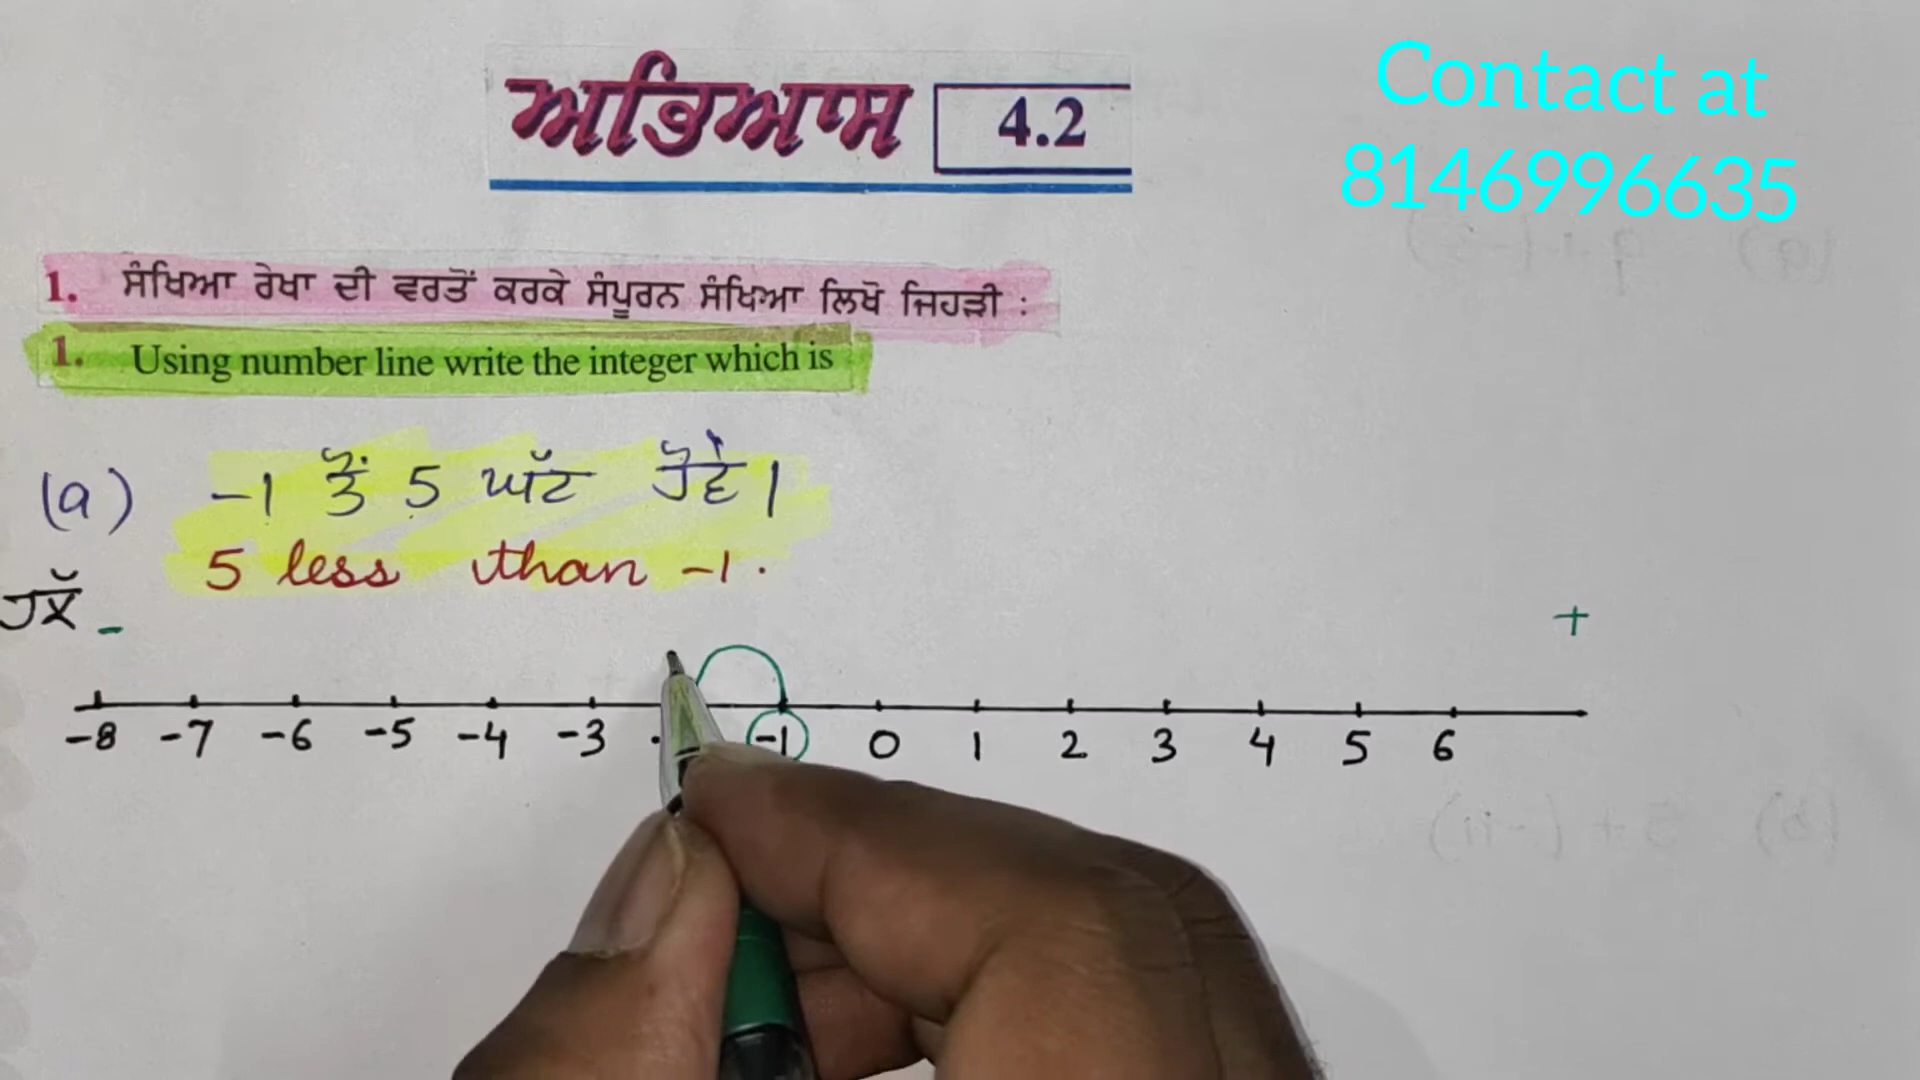 ਅਭਿਆਸ 4.2
Contact at
8146996635
1. ਸੰਖਿਆ ਰੇਖਾ ਦੀ ਵਰਤੋਂ ਕਰਕੇ ਸੰਪੂਰਨ ਸੰਖਿਆ ਲਿਖੋ ਜਿਹੜੀ :
1. Using number line write the integer which is
(a) -1 ਤੋਂ 5 ਘੱਟ ਹੋਵੇ।
5 less than -1.
ਹੱਲ
- +
-8 -7 -6 -5 -4 -3 -1 0 1 2 3 4 5 6